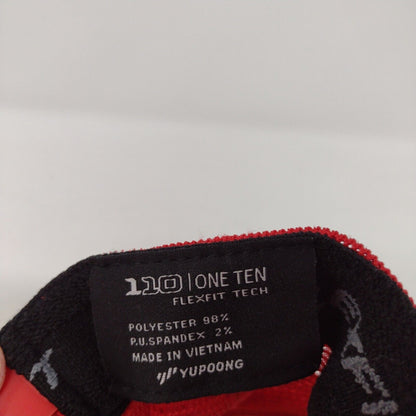 110 | ONE TEN
FLEXFIT TECH
POLYESTER 98%
P.U.SPANDEX 2%
MADE IN VIETNAM
YUPOONG